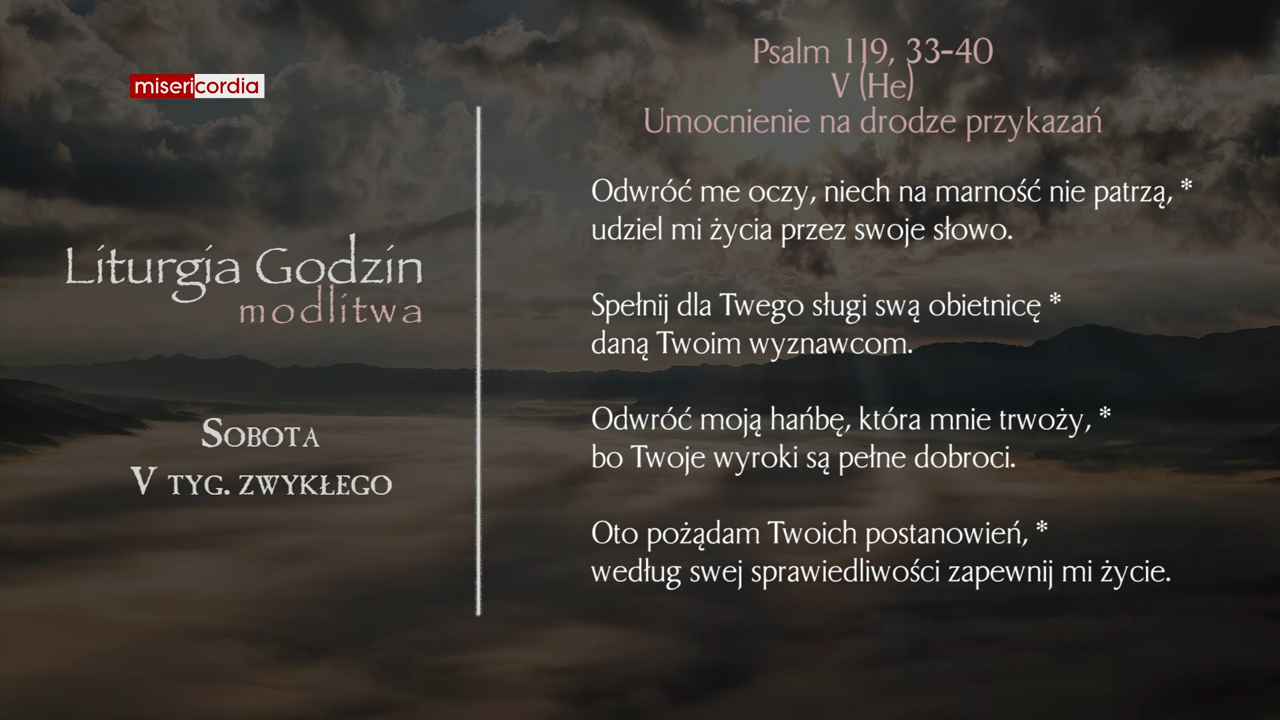 misericordia
Liturgia Godzin
modlitwa
Sobota
V tyg. zwykłego
Psalm 119, 33-40
V (He)
Umocnienie na drodze przykazań
Odwróć me oczy, niech na marność nie patrzą, *
udziel mi życia przez swoje słowo.
Spełnij dla Twego sługi swą obietnicę *
daną Twoim wyznawcom.
Odwróć moją hańbę, która mnie trwoży, *
bo Twoje wyroki są pełne dobroci.
Oto pożądam Twoich postanowień, *
według swej sprawiedliwości zapewnij mi życie.